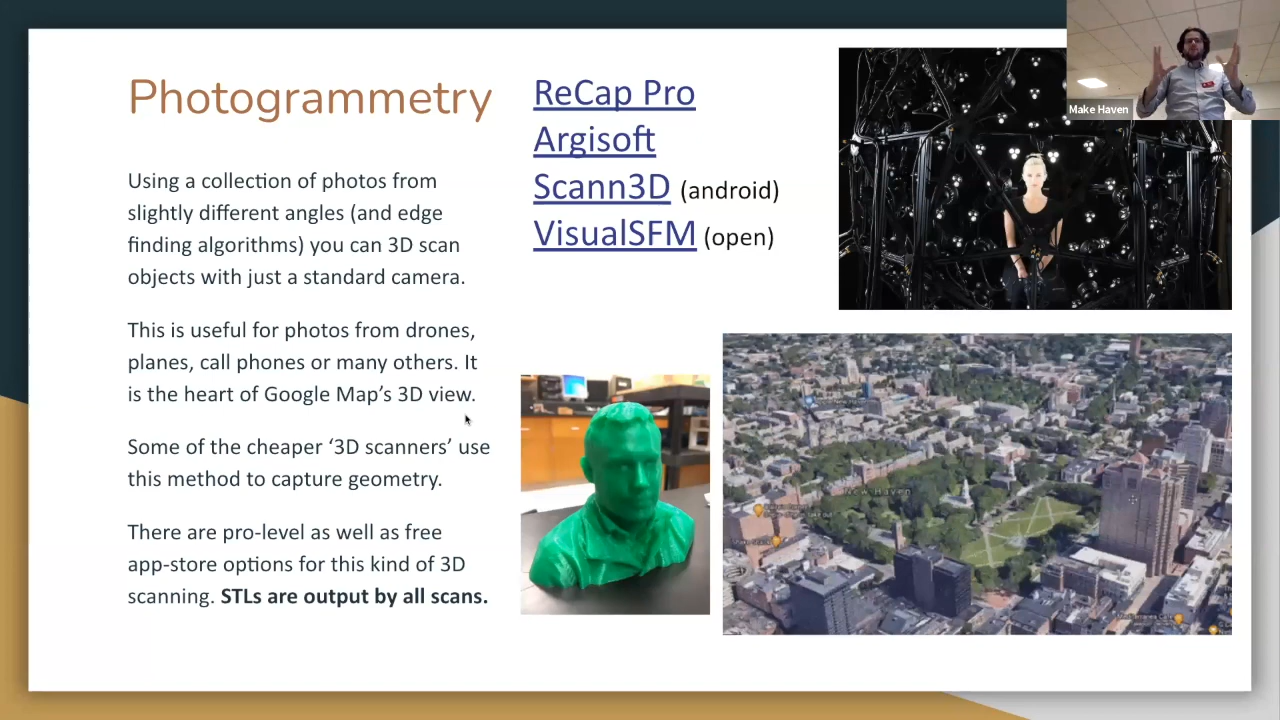 Photogrammetry
Using a collection of photos from
slightly different angles (and edge
finding algorithms) you can 3D scan
objects with just a standard camera.
This is useful for photos from drones,
planes, call phones or many others. It
is the heart of Google Map’s 3D view.
Some of the cheaper ‘3D scanners’ use
this method to capture geometry.
There are pro-level as well as free
app-store options for this kind of 3D
scanning. STLs are output by all scans.
ReCap Pro
Argisoft
Scann3D (android)
VisualSFM (open)
Make Haven
New Haven